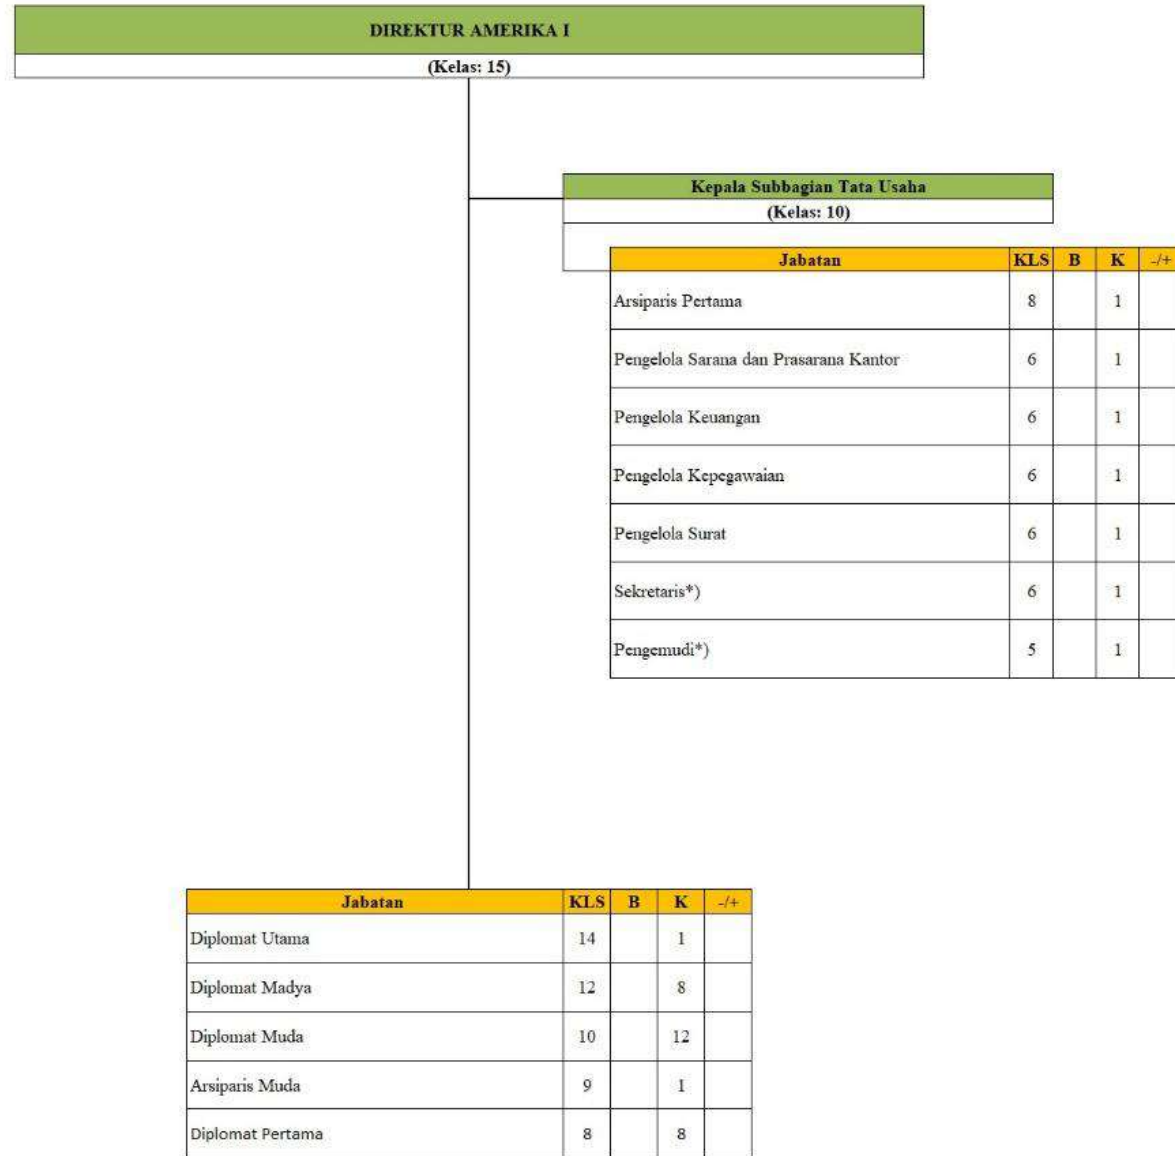 DIREKTUR AMERIKA I
(Kelas: 15)
Kepala Subbagian Tata Usaha
(Kelas: 10)
Jabatan KLS B K -/+
Arsiparis Pertama 8 1
Pengelola Sarana dan Prasarana Kantor 6 1
Pengelola Keuangan 6 1
Pengelola Kepegawaian 6 1
Pengelola Surat 6 1
Sekretaris*) 6 1
Pengemudi*) 5 1
Jabatan KLS B K -/+
Diplomat Utama 14 1
Diplomat Madya 12 8
Diplomat Muda 10 12
Arsiparis Muda 9 1
Diplomat Pertama 8 8